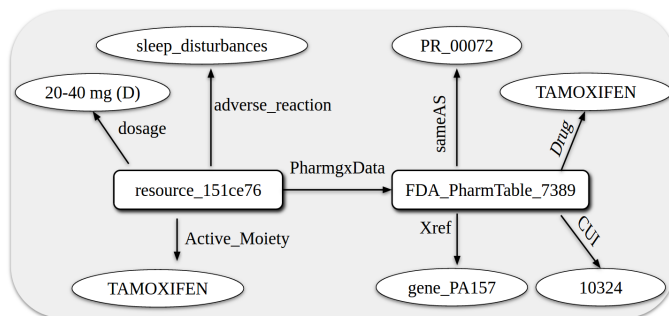 sleep_disturbances
PR_00072
20-40 mg (D)
TAMOXIFEN
adverse_reaction
dosage
sameAS
Drug
PharmgxData
resource_151ce76
FDA_PharmTable_7389
Active_Moiety
Xref
CUI
TAMOXIFEN
gene_PA157
10324